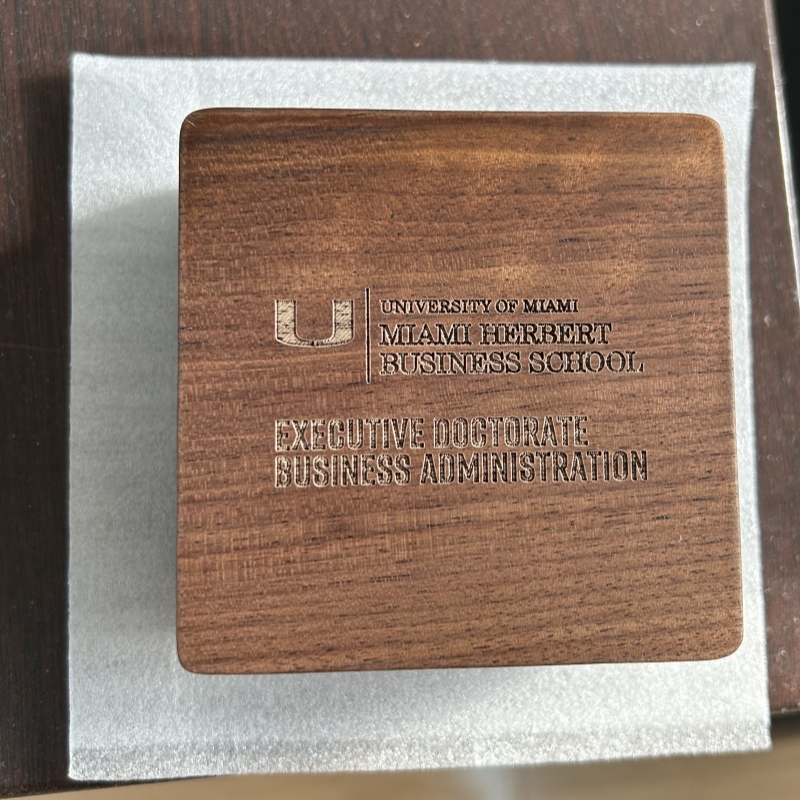 U
UNIVERSITY OF MIAMI
MIAMI HERBERT
BUSINESS SCHOOL
EXECUTIVE DOCTORATE
BUSINESS ADMINISTRATION